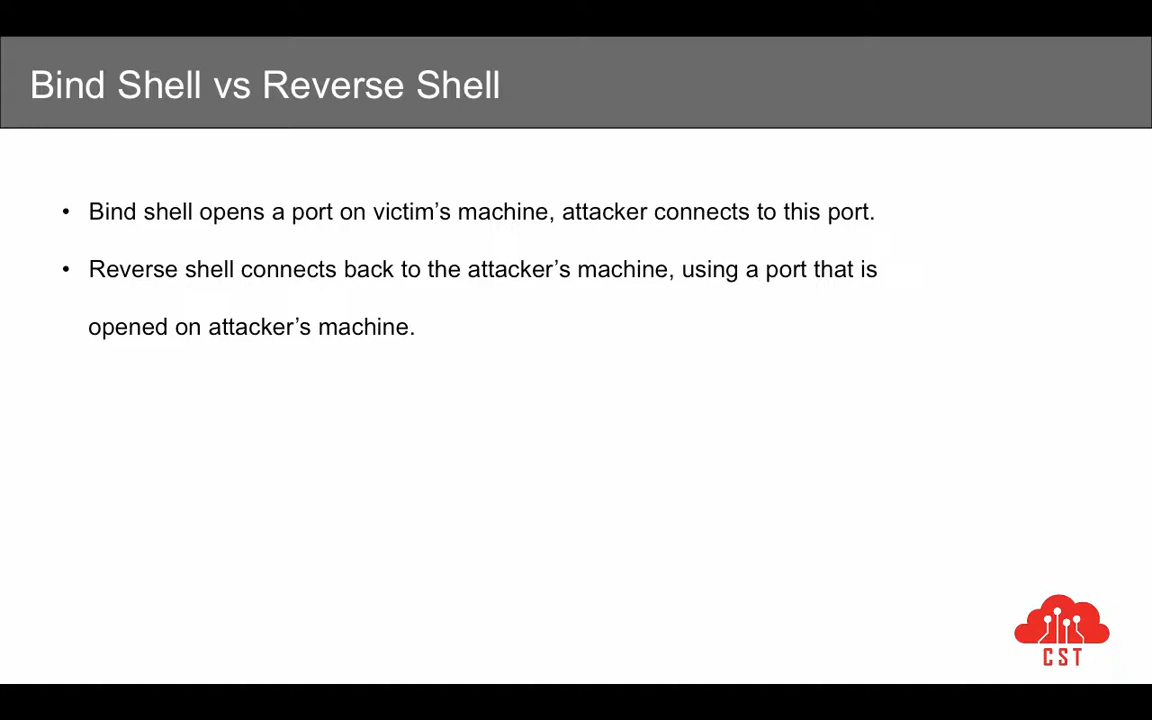 Bind Shell vs Reverse Shell
• Bind shell opens a port on victim’s machine, attacker connects to this port.
• Reverse shell connects back to the attacker’s machine, using a port that is
opened on attacker’s machine.
CST